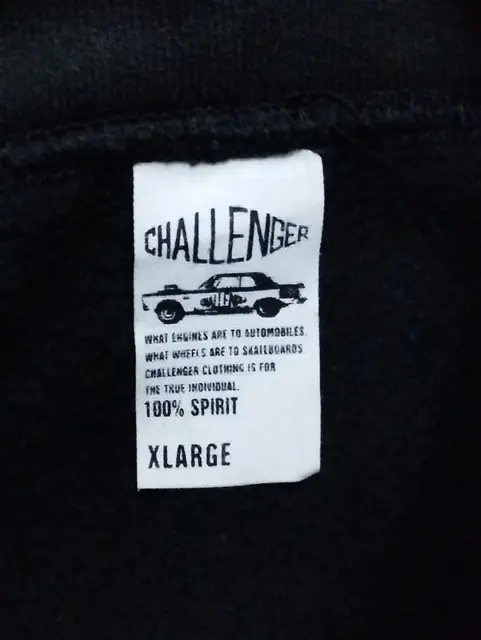 CHALLENGER
WHAT ENGINES ARE TO AUTOMOBILES.
WHAT WHEELS ARE TO SKATEBOARDS
CHALLENGER CLOTHING IS FOR
THE TRUE INDIVIDUAL.
100% SPIRIT
XLARGE